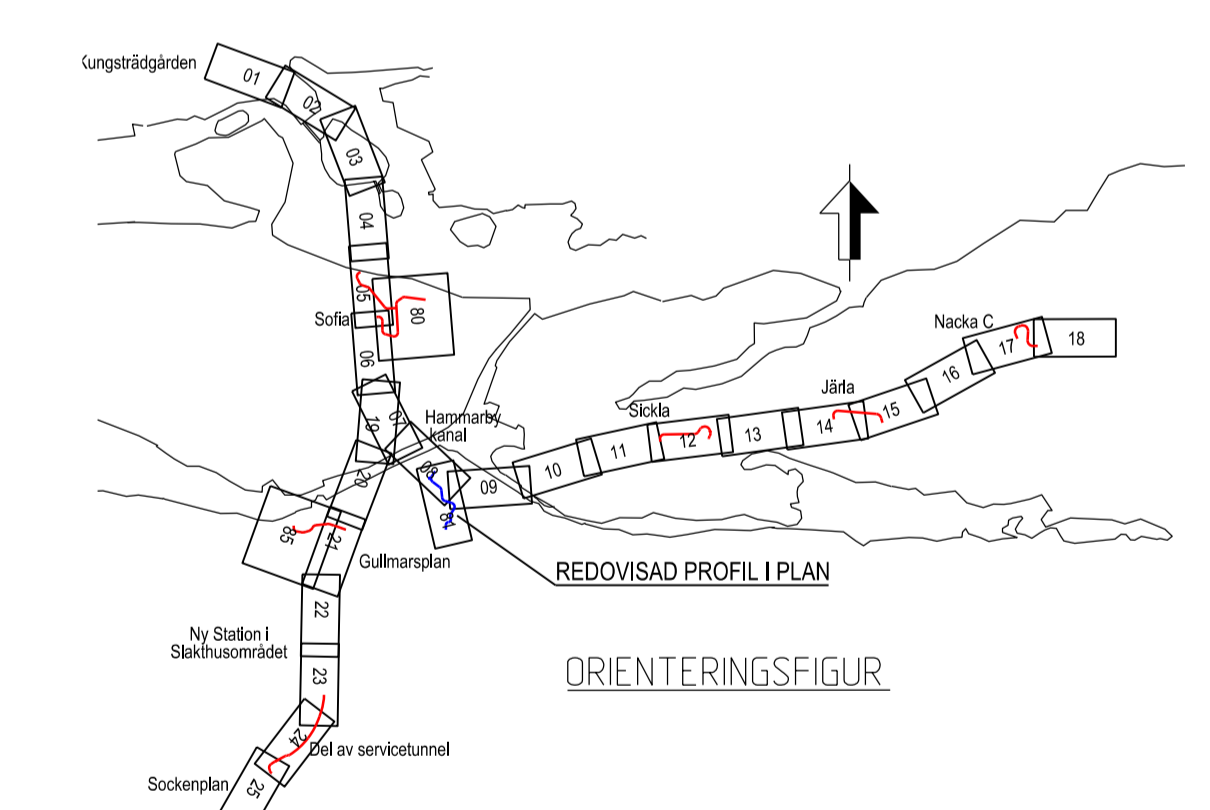 Kungsträdgården
01
02
03
04
05
80
Sofia
06
19
07
Hammarby
kanal
20
08
81
09
10
11
Sickla
12
13
Järla
14
15
16
Nacka C
17
18
85
21
Gullmarsplan
REDOVISAD PROFIL I PLAN
22
Ny Station i
Slakthusområdet
23
ORIENTERINGSFIGUR
24
Del av servicetunnel
Sockenplan
25